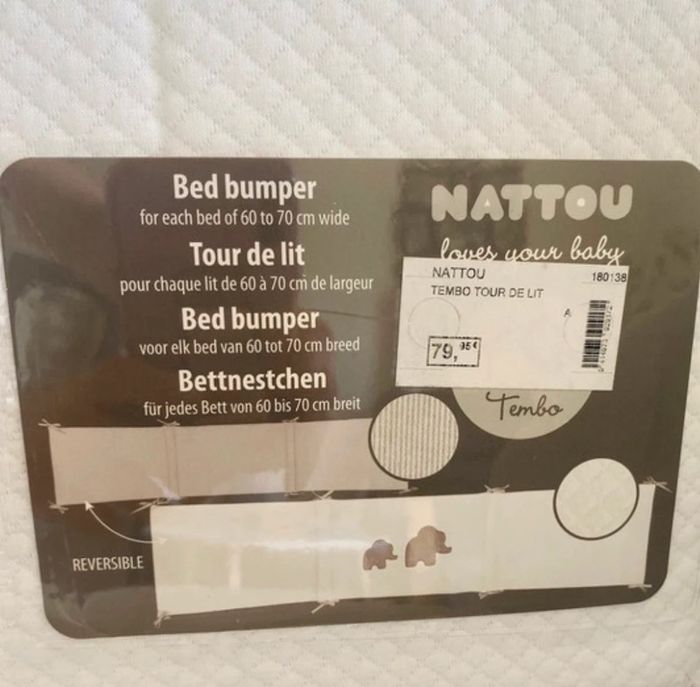 Bed bumper
for each bed of 60 to 70 cm wide
Tour de lit
pour chaque lit de 60 à 70 cm de largeur
Bed bumper
voor elk bed van 60 tot 70 cm breed
Bettnestchen
für jedes Bett von 60 bis 70 cm breit
NATTOU
loves your baby
NATTOU 180138
TEMBO TOUR DE LIT
A
79,95€
Tembo
REVERSIBLE